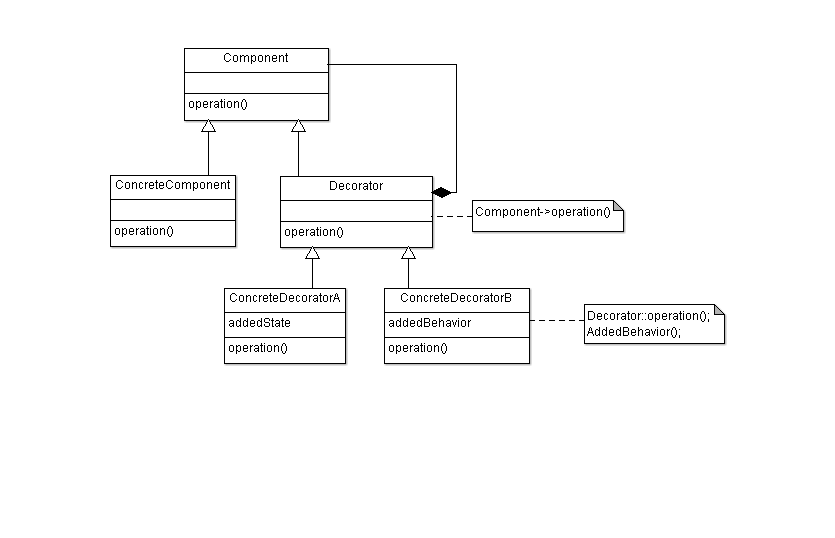 Component
operation()
ConcreteComponent
operation()
Decorator
operation()
Component->operation()
ConcreteDecoratorA
addedState
operation()
ConcreteDecoratorB
addedBehavior
operation()
Decorator::operation();
AddedBehavior();